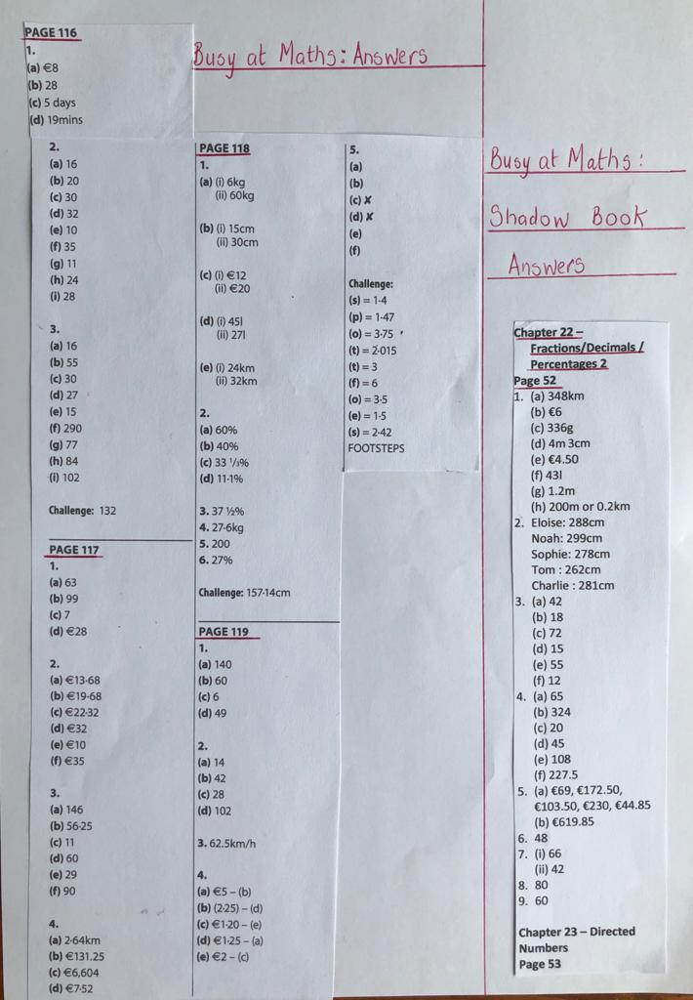 Busy at Maths: Answers
PAGE 116
1.
(a) €8
(b) 28
(c) 5 days
(d) 19mins
2.
(a) 16
(b) 20
(c) 30
(d) 32
(e) 10
(f) 35
(g) 11
(h) 24
(i) 28
3.
(a) 16
(b) 55
(c) 30
(d) 27
(e) 15
(f) 290
(g) 77
(h) 84
(i) 102
Challenge: 132
PAGE 117
1.
(a) 63
(b) 99
(c) 7
(d) €28
2.
(a) €13·68
(b) €19·68
(c) €22·32
(d) €32
(e) €10
(f) €35
3.
(a) 146
(b) 56·25
(c) 11
(d) 60
(e) 29
(f) 90
4.
(a) 2·64km
(b) €131.25
(c) €6,604
(d) €7·52
PAGE 118
1.
(a) (i) 6kg
(ii) 60kg
(b) (i) 15cm
(ii) 30cm
(c) (i) €12
(ii) €20
(d) (i) 45l
(ii) 27l
(e) (i) 24km
(ii) 32km
2.
(a) 60%
(b) 40%
(c) 33 ¹/₃%
(d) 11·1%
3. 37 ½%
4. 27·6kg
5. 200
6. 27%
Challenge: 157·14cm
PAGE 119
1.
(a) 140
(b) 60
(c) 6
(d) 49
2.
(a) 14
(b) 42
(c) 28
(d) 102
3. 62.5km/h
4.
(a) €5 – (b)
(b) (2·25) – (d)
(c) €1·20 – (e)
(d) €1·25 – (a)
(e) €2 – (c)
5.
(a)
(b)
(c) ✗
(d) ✗
(e)
(f)
Challenge:
(s) = 1·4
(p) = 1·47
(o) = 3·75
(t) = 2·015
(t) = 3
(f) = 6
(o) = 3·5
(e) = 1·5
(s) = 2·42
FOOTSTEPS
Busy at Maths:
Shadow Book
Answers
Chapter 22 –
Fractions/Decimals /
Percentages 2
Page 52
1. (a) 348km
(b) €6
(c) 336g
(d) 4m 3cm
(e) €4.50
(f) 43l
(g) 1.2m
(h) 200m or 0.2km
2. Eloise: 288cm
Noah: 299cm
Sophie: 278cm
Tom : 262cm
Charlie : 281cm
3. (a) 42
(b) 18
(c) 72
(d) 15
(e) 55
(f) 12
4. (a) 65
(b) 324
(c) 20
(d) 45
(e) 108
(f) 227.5
5. (a) €69, €172.50,
€103.50, €230, €44.85
(b) €619.85
6. 48
7. (i) 66
(ii) 42
8. 80
9. 60
Chapter 23 – Directed
Numbers
Page 53